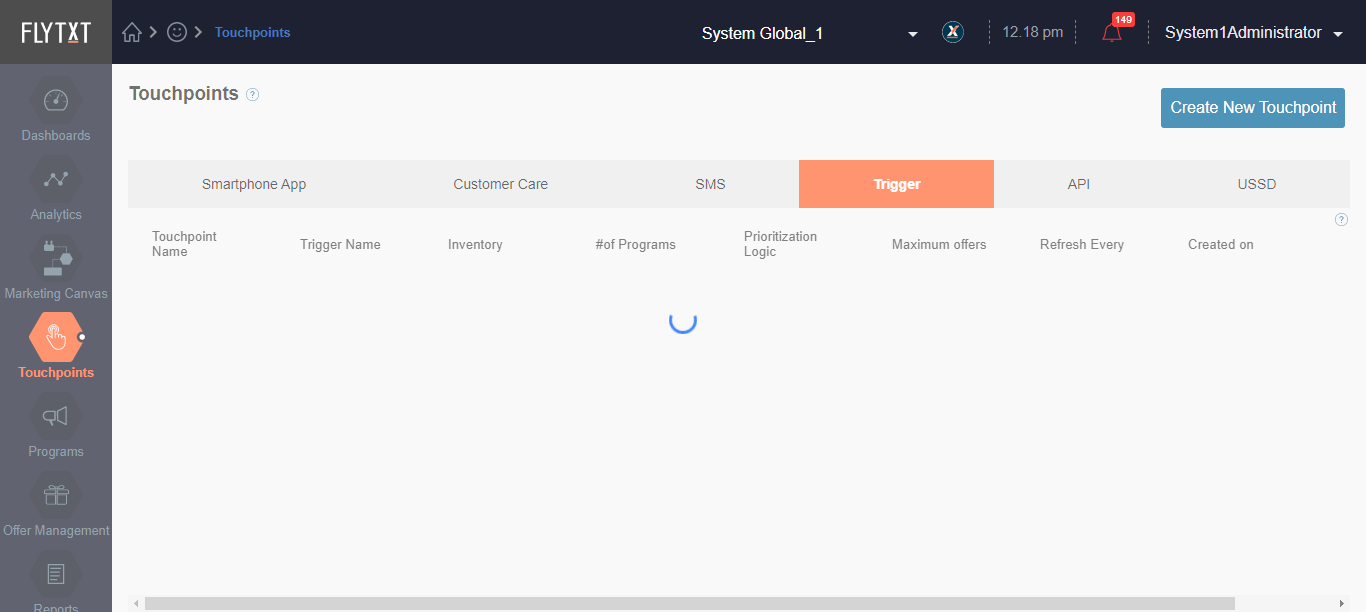 FLYTXT
Touchpoints
System Global_1
X
12.18 pm
149
System1Administrator
Dashboards
Analytics
Marketing Canvas
Touchpoints
Programs
Offer Management
Reports
Touchpoints ?
Create New Touchpoint
Smartphone App
Customer Care
SMS
Trigger
API
USSD
?
Touchpoint
Name
Trigger Name
Inventory
#of Programs
Prioritization
Logic
Maximum offers
Refresh Every
Created on